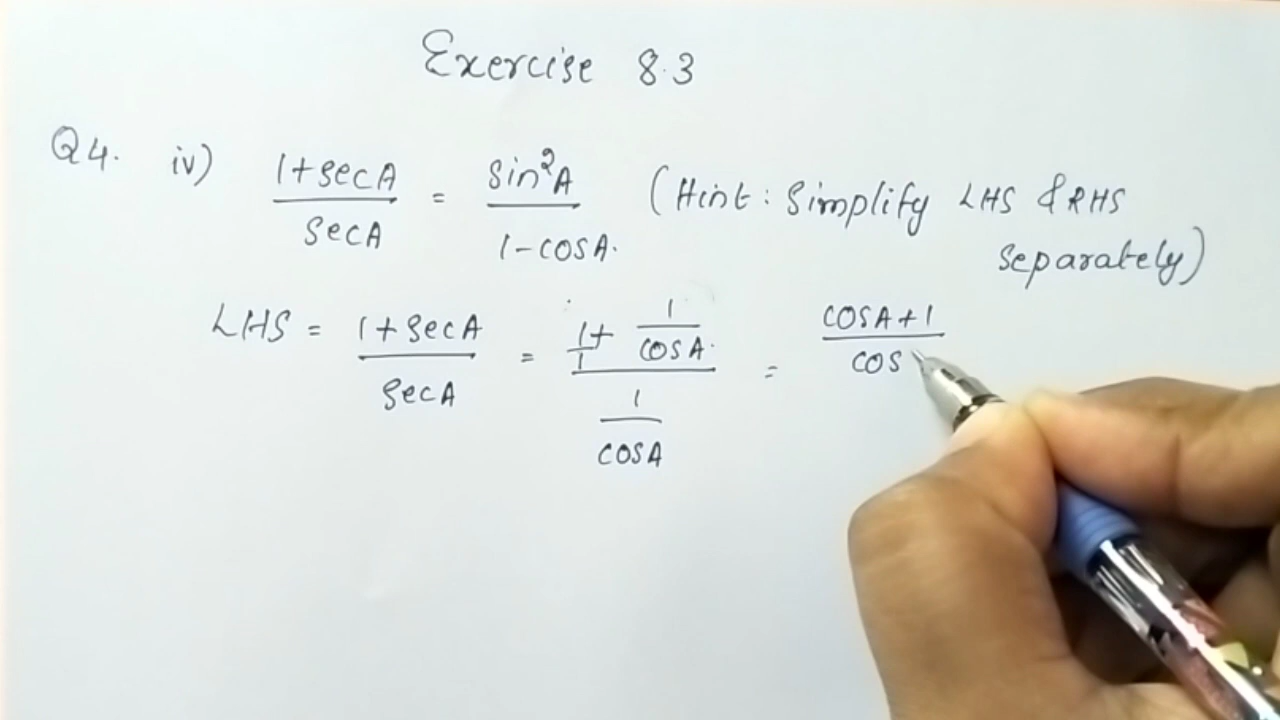 Exercise 8.3
Q4. iv) (1+secA)/(secA) = (sin²A)/(1-cosA). (Hint: Simplify LHS & RHS
separately)
LHS = (1+secA)/(secA) = (1/1 + 1/cosA.)/(1/cosA) = (cosA+1)/(cos